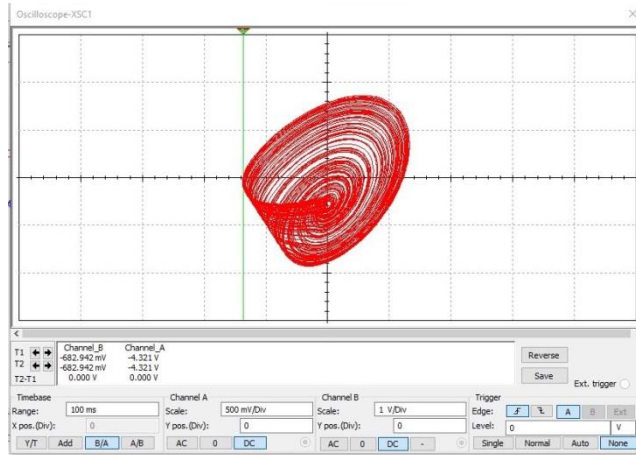 Oscilloscope-XSC1
Channel_B Channel_A
T1 -682.942 mV -4.321 V
T2 -682.942 mV -4.321 V
T2-T1 0.000 V 0.000 V
Reverse
Save
Ext. trigger
Timebase Channel A Channel B Trigger
Range: 100 ms Scale: 500 mV/Div Scale: 1 V/Div Edge: A B Ext
X pos.(Div): 0 Y pos.(Div): 0 Y pos.(Div): 0 Level: 0 V
Y/T Add B/A A/B AC 0 DC AC 0 DC - Single Normal Auto None